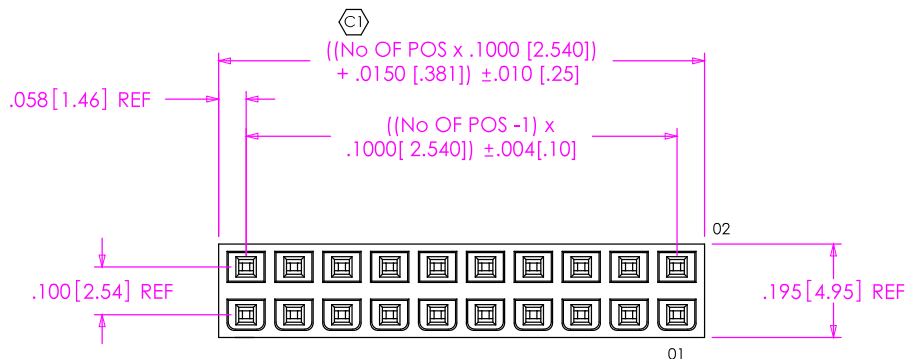 C1
((No OF POS x .1000 [2.540])
+ .0150 [.381]) ±.010 [.25]
.058[1.46] REF
((No OF POS -1) x
.1000[ 2.540]) ±.004[.10]
02
.100[2.54] REF
.195[4.95] REF
01